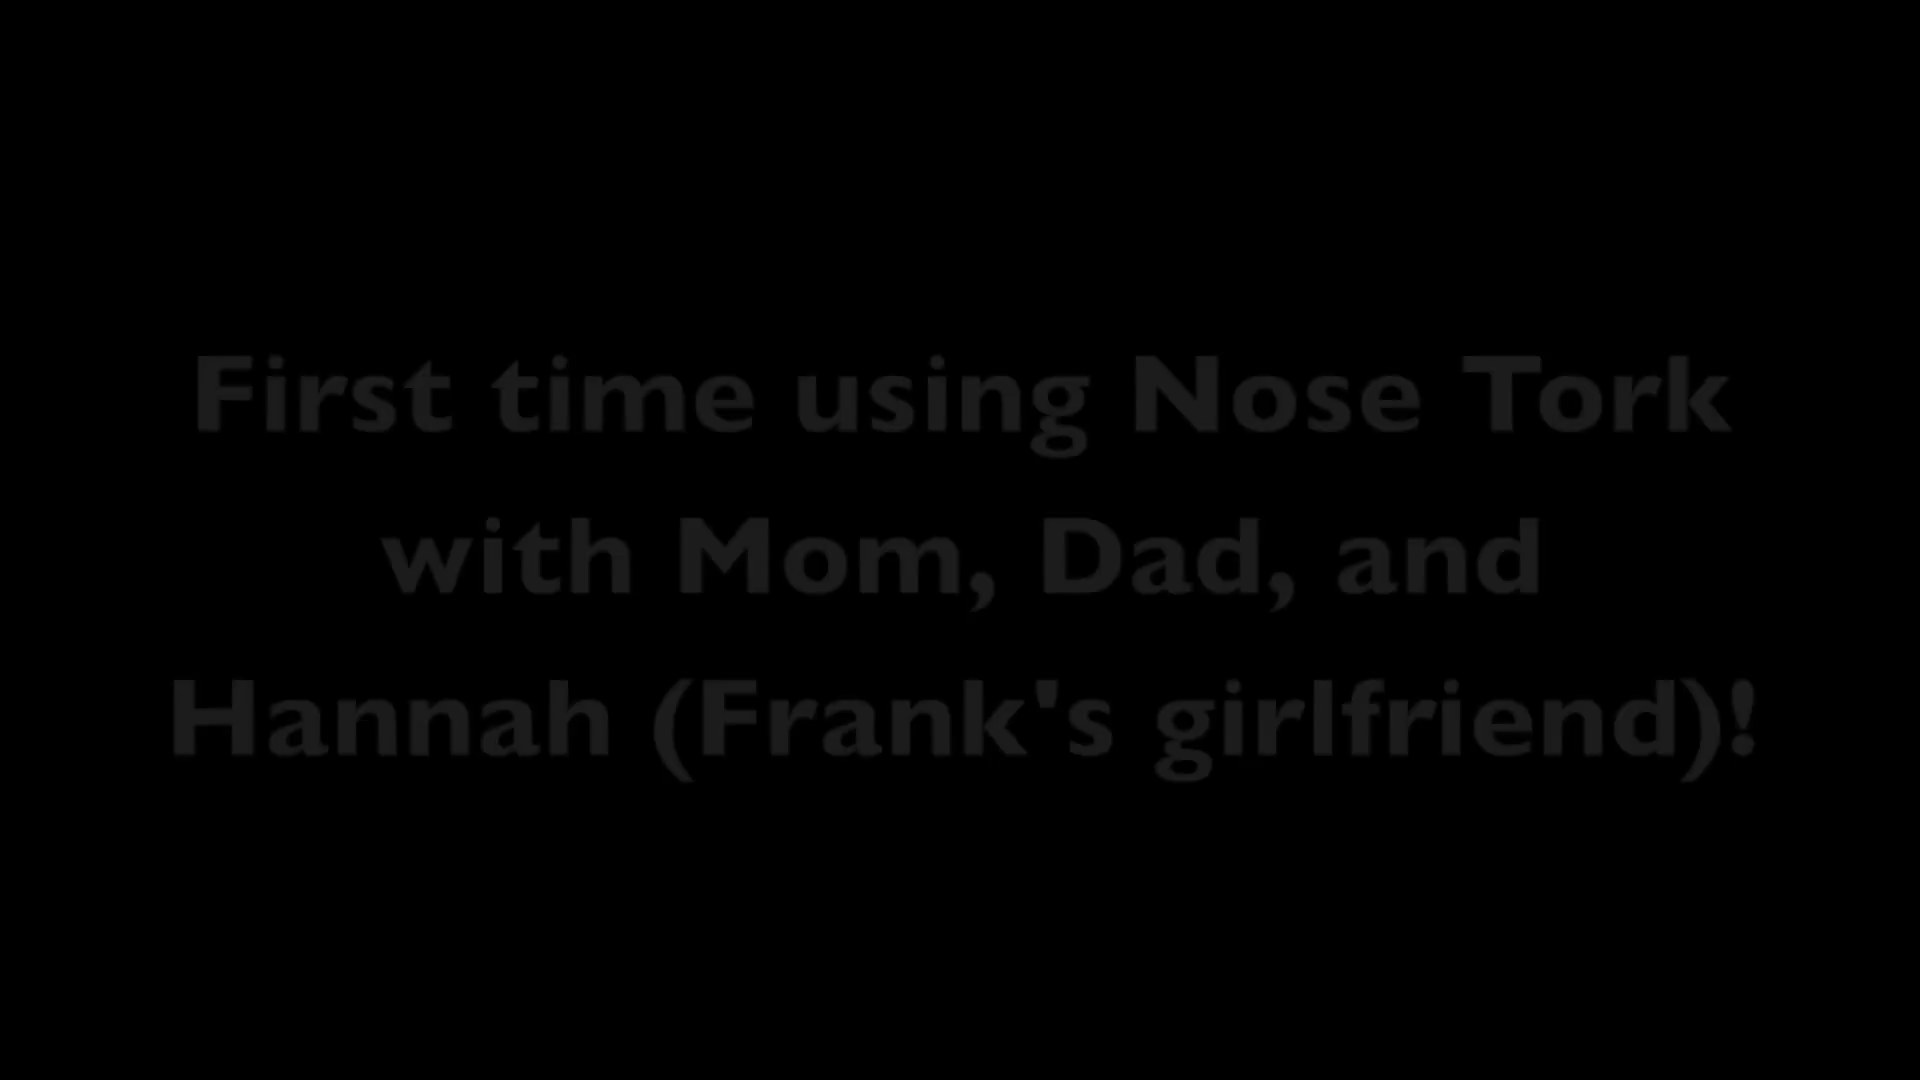 First time using Nose Tork
with Mom, Dad, and
Hannah (Frank's girlfriend)!